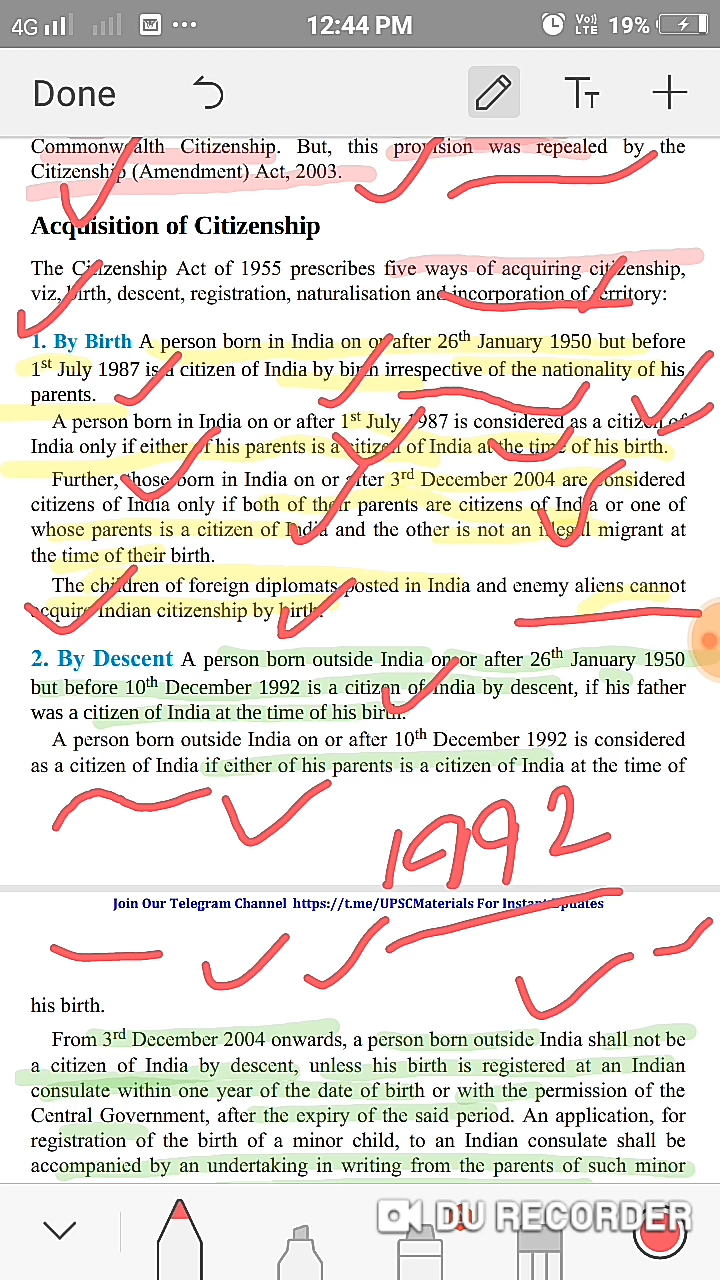 4G
12:44 PM
Vo))
LTE
19%
Done
TT
Commonwealth Citizenship. But, this provision was repealed by the
Citizenship (Amendment) Act, 2003.
Acquisition of Citizenship
The Citizenship Act of 1955 prescribes five ways of acquiring citizenship,
viz, birth, descent, registration, naturalisation and incorporation of territory:
1. By Birth A person born in India on or after 26th January 1950 but before
1st July 1987 is a citizen of India by birth irrespective of the nationality of his
parents.
A person born in India on or after 1st July 1987 is considered as a citizen of
India only if either of his parents is a citizen of India at the time of his birth.
Further, those born in India on or after 3rd December 2004 are considered
citizens of India only if both of their parents are citizens of India or one of
whose parents is a citizen of India and the other is not an illegal migrant at
the time of their birth.
The children of foreign diplomats posted in India and enemy aliens cannot
acquire Indian citizenship by birth.
2. By Descent A person born outside India on or after 26th January 1950
but before 10th December 1992 is a citizen of India by descent, if his father
was a citizen of India at the time of his birth.
A person born outside India on or after 10th December 1992 is considered
as a citizen of India if either of his parents is a citizen of India at the time of
1992
Join Our Telegram Channel https://t.me/UPSCMaterials For Instant Updates
his birth.
From 3rd December 2004 onwards, a person born outside India shall not be
a citizen of India by descent, unless his birth is registered at an Indian
consulate within one year of the date of birth or with the permission of the
Central Government, after the expiry of the said period. An application, for
registration of the birth of a minor child, to an Indian consulate shall be
accompanied by an undertaking in writing from the parents of such minor
DU RECORDER